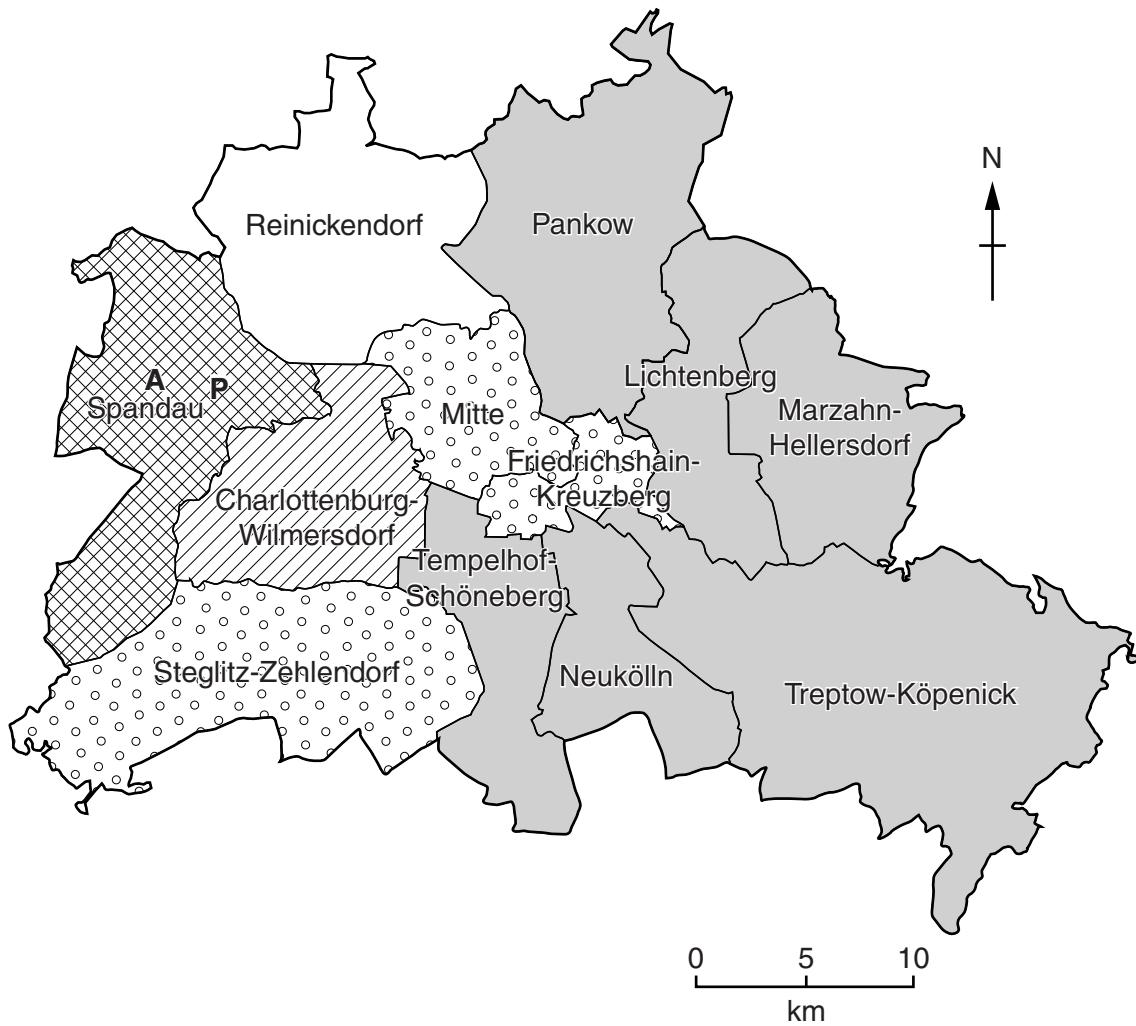 N
Reinickendorf
Pankow
A
P
Spandau
Lichtenberg
Mitte
Marzahn-
Hellersdorf
Friedrichshain-
Kreuzberg
Charlottenburg-
Wilmersdorf
Tempelhof-
Schöneberg
Steglitz-Zehlendorf
Neukölln
Treptow-Köpenick
0 5 10
km